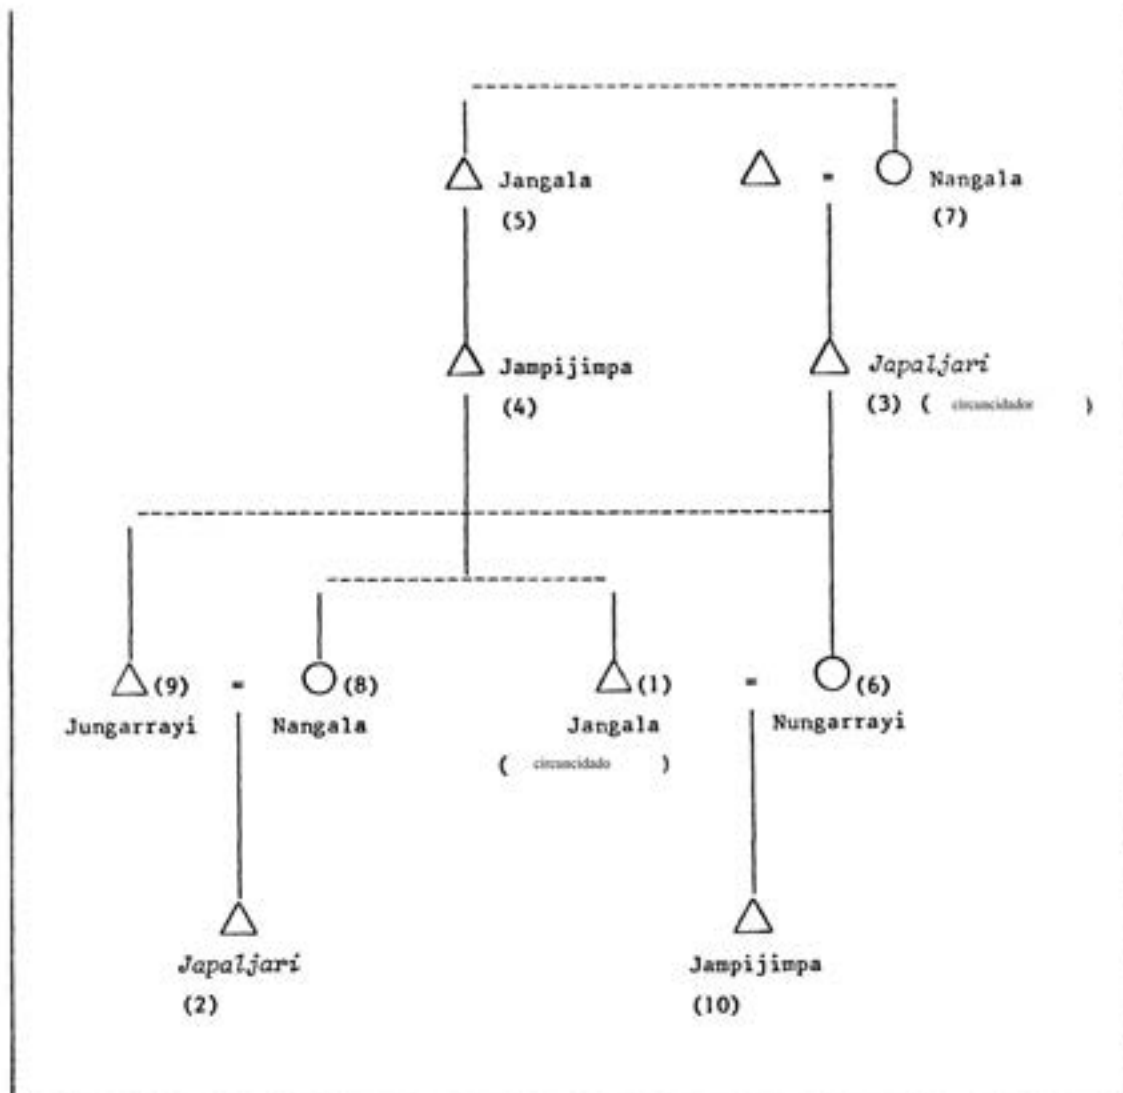 Jangala
(5)
=
Nangala
(7)
Jampijimpa
(4)
Japaljari
(3) ( circuncidador )
(9) = (8)
(1) = (6)
Jungarrayi
Nangala
Jangala
Nungarrayi
( circuncidado )
Japaljari
(2)
Jampijimpa
(10)